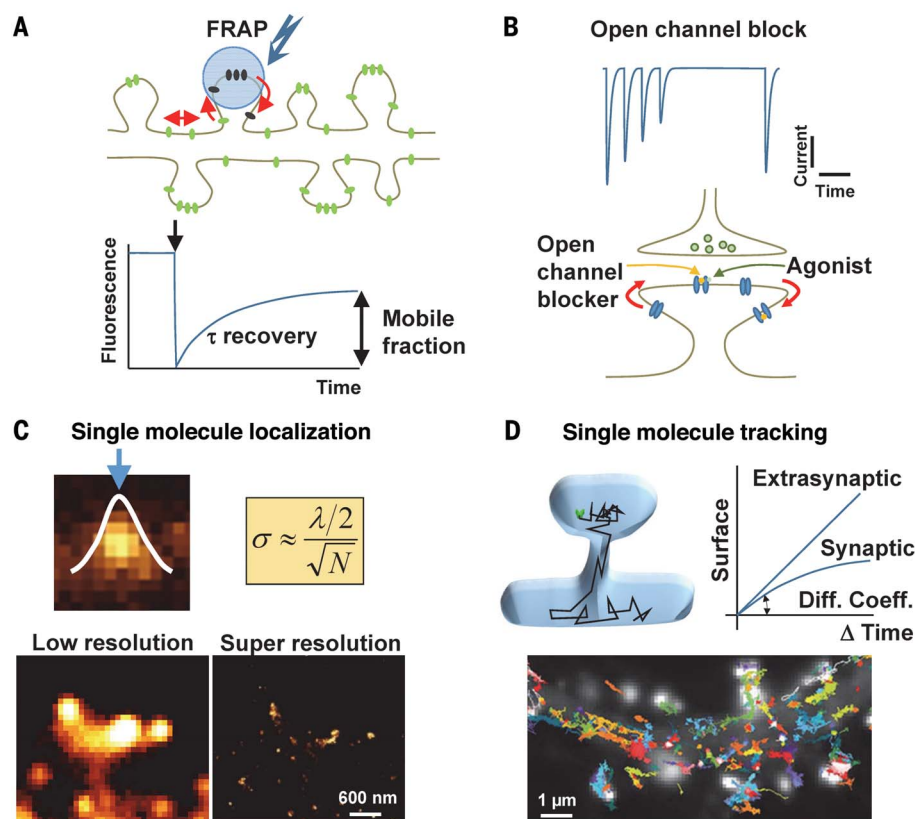 A
FRAP
Fluorescence
τ recovery
Mobile
fraction
Time
B
Open channel block
Current
Time
Open
channel
blocker
Agonist
C
Single molecule localization
σ ≈ λ/2 / √N
Low resolution
Super resolution
600 nm
D
Single molecule tracking
Surface
Extrasynaptic
Synaptic
Diff. Coeff.
Δ Time
1 µm